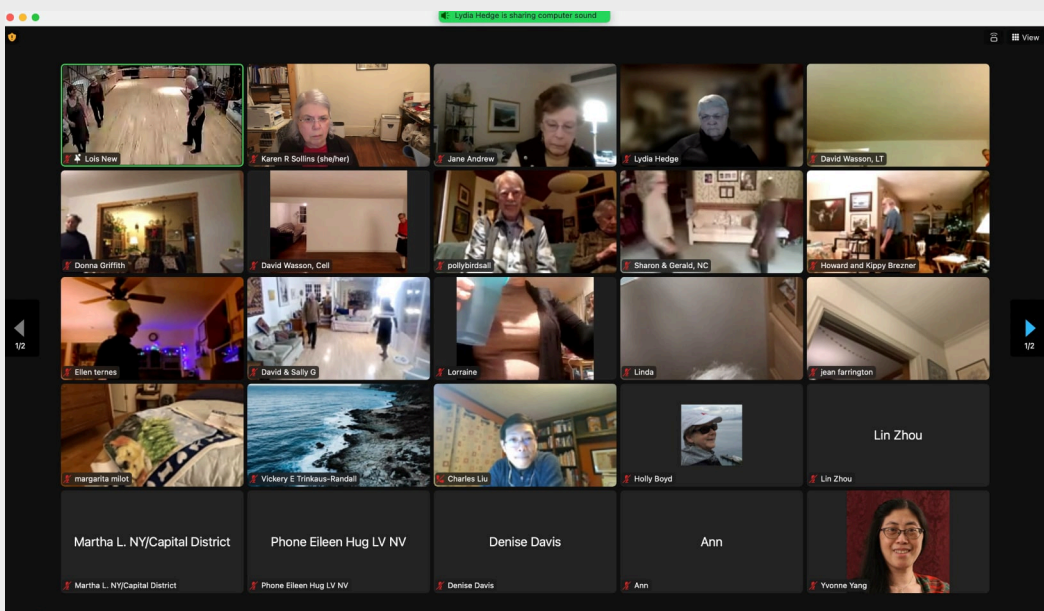 Lydia Hedge is sharing computer sound
View
Lois New
Karen R Sollins (she/her)
Jane Andrew
Lydia Hedge
David Wasson, LT
Donna Griffith
David Wasson, Cell
pollybirdsall
Sharon & Gerald, NC
Howard and Kippy Brezner
Ellen ternes
David & Sally G
Lorraine
Linda
jean farrington
1/2
1/2
margarita milot
Vickery E Trinkaus-Randall
Charles Liu
Holly Boyd
Lin Zhou
Lin Zhou
Martha L. NY/Capital District
Phone Eileen Hug LV NV
Denise Davis
Ann
Martha L. NY/Capital District
Phone Eileen Hug LV NV
Denise Davis
Ann
Yvonne Yang